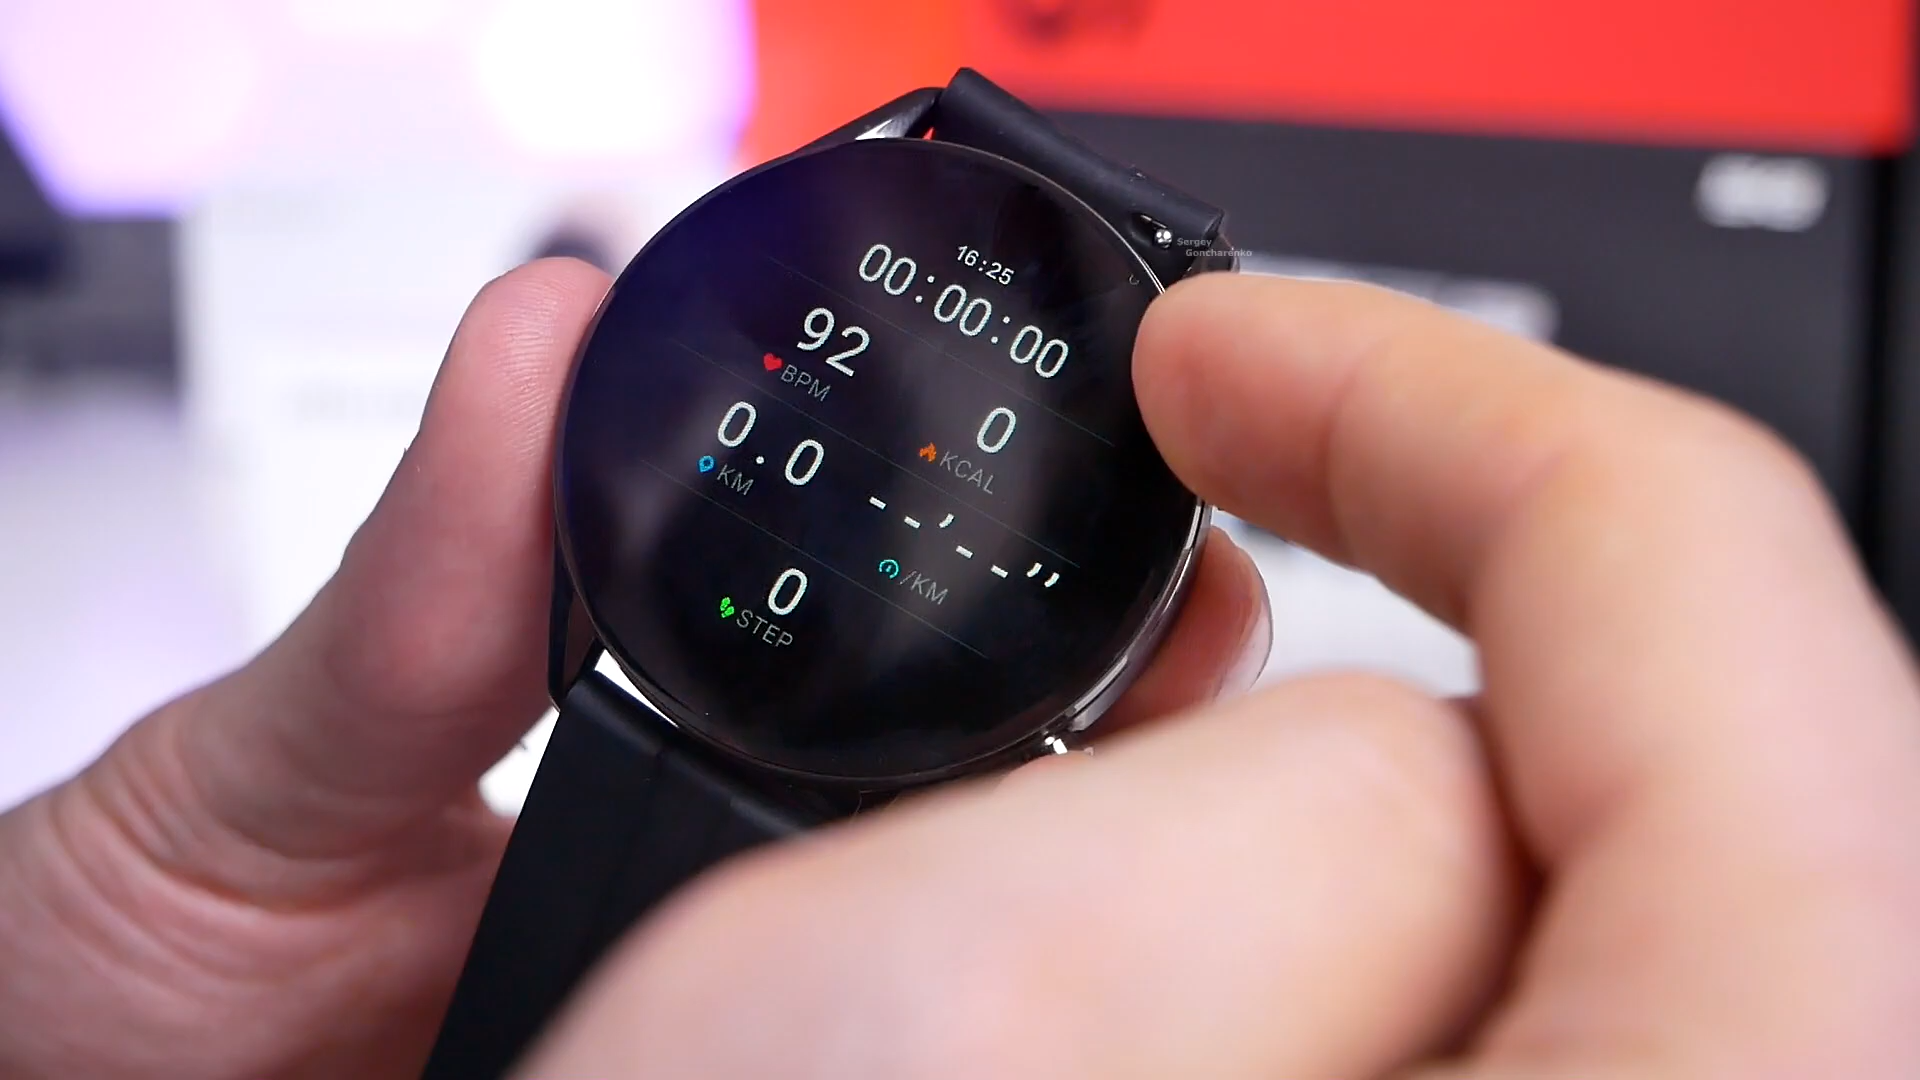 16:25
00:00:00
92
BPM
0
KCAL
0.0
KM
--'--''
/KM
0
STEP
Sergey
Goncharenko